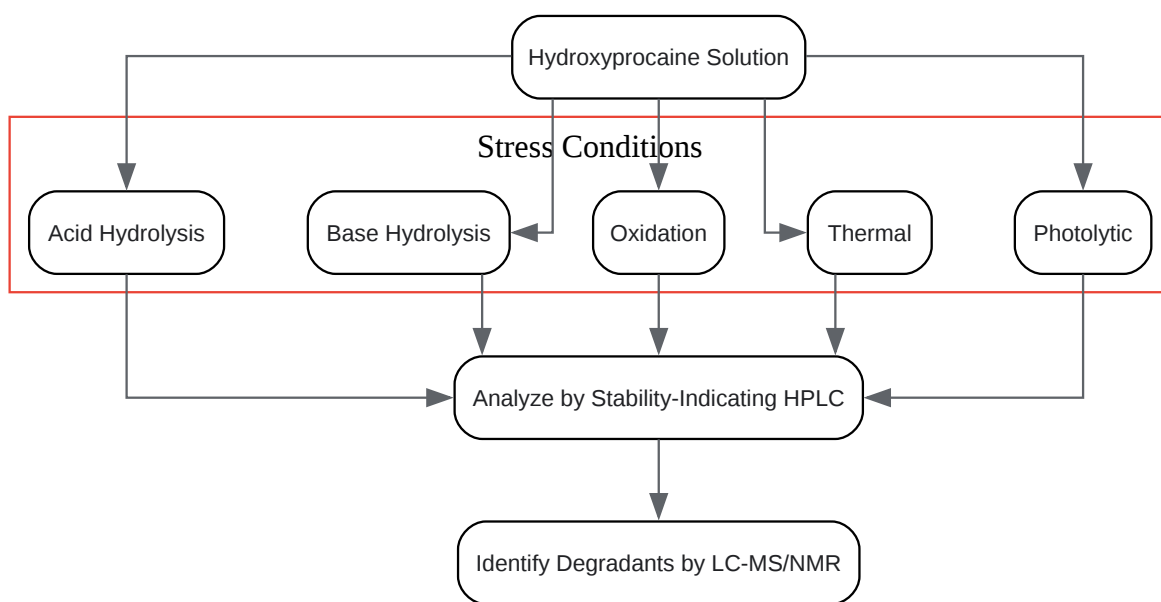 Hydroxyprocaine Solution
Stress Conditions
Acid Hydrolysis
Base Hydrolysis
Oxidation
Thermal
Photolytic
Analyze by Stability-Indicating HPLC
Identify Degradants by LC-MS/NMR